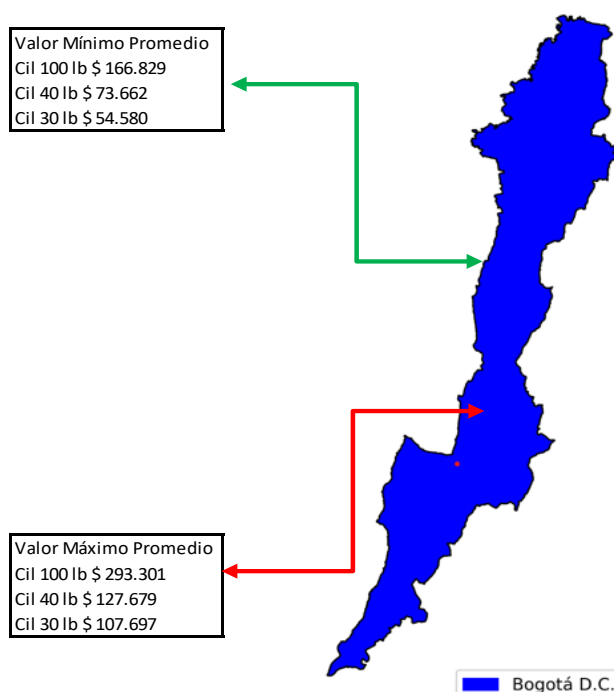 Valor Mínimo Promedio
Cil 100 lb $ 166.829
Cil 40 lb $ 73.662
Cil 30 lb $ 54.580
Valor Máximo Promedio
Cil 100 lb $ 293.301
Cil 40 lb $ 127.679
Cil 30 lb $ 107.697
Bogotá D.C.